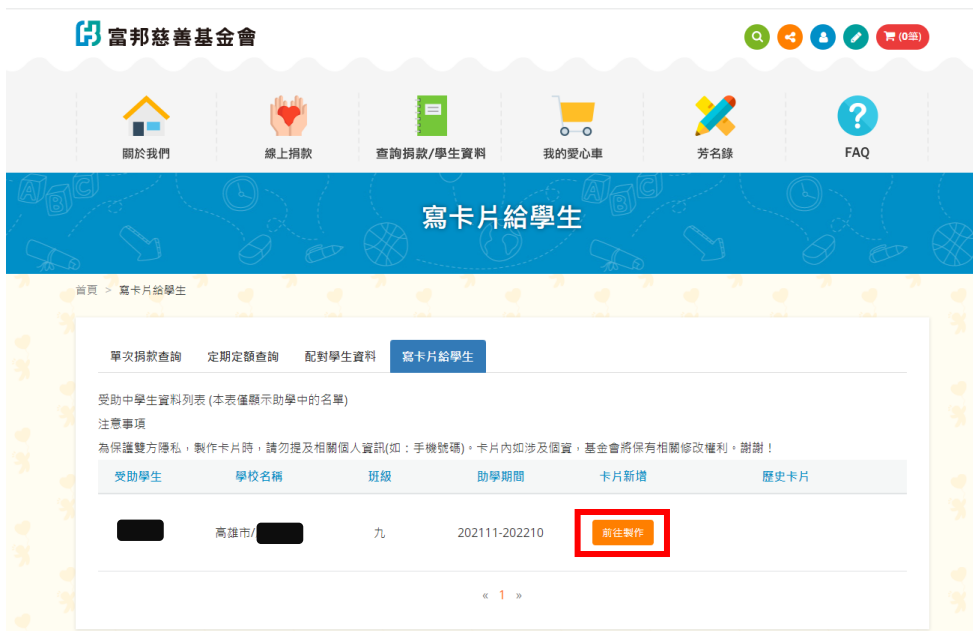 富邦慈善基金會
(0筆)
關於我們 線上捐款 查詢捐款/學生資料 我的愛心車 芳名錄 FAQ
寫卡片給學生
首頁 > 寫卡片給學生
單次捐款查詢 定期定額查詢 配對學生資料 寫卡片給學生
受助中學生資料列表 (本表僅顯示助學中的名單)
注意事項
為保護雙方隱私，製作卡片時，請勿提及相關個人資訊(如：手機號碼)。卡片內如涉及個資，基金會將保有相關修改權利。謝謝！
受助學生 學校名稱 班級 助學期間 卡片新增 歷史卡片
高雄市/ 九 202111-202210 前往製作
« 1 »